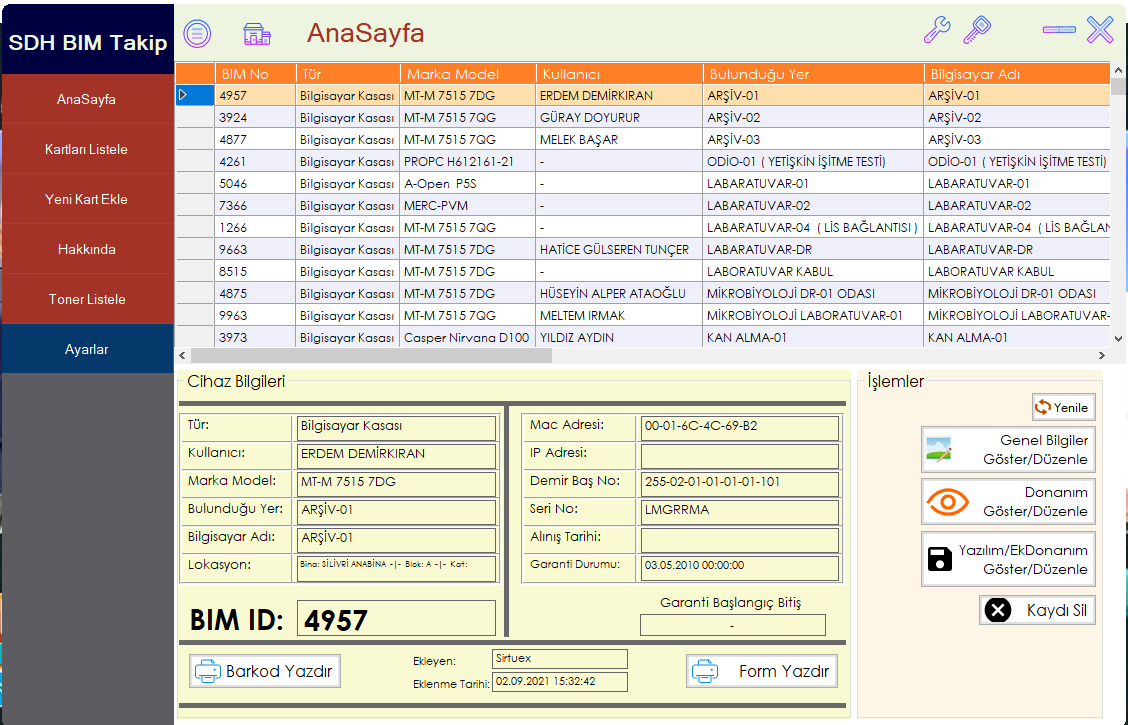 SDH BIM Takip
AnaSayfa
AnaSayfa
Kartları Listele
Yeni Kart Ekle
Hakkında
Toner Listele
Ayarlar
BIM No Tür Marka Model Kullanıcı Bulunduğu Yer Bilgisayar Adı
4957 Bilgisayar Kasası MT-M 7515 7DG ERDEM DEMİRKIRAN ARŞİV-01 ARŞİV-01
3924 Bilgisayar Kasası MT-M 7515 7QG GÜRAY DOYURUR ARŞİV-02 ARŞİV-02
4877 Bilgisayar Kasası MT-M 7515 7QG MELEK BAŞAR ARŞİV-03 ARŞİV-03
4261 Bilgisayar Kasası PROPC H612161-21 - ODİO-01 ( YETİŞKİN İŞİTME TESTİ) ODİO-01 ( YETİŞKİN İŞİTME TESTİ)
5046 Bilgisayar Kasası A-Open P5S - LABARATUVAR-01 LABARATUVAR-01
7366 Bilgisayar Kasası MERC-PVM - LABARATUVAR-02 LABARATUVAR-02
1266 Bilgisayar Kasası MT-M 7515 7QG - LABARATUVAR-04 ( LİS BAĞLANTISI ) LABARATUVAR-04 ( LİS BAĞLAN
9663 Bilgisayar Kasası MT-M 7515 7DG HATİCE GÜLSEREN TUNÇER LABARATUVAR-DR LABARATUVAR-DR
8515 Bilgisayar Kasası MT-M 7515 7DG - LABORATUVAR KABUL LABORATUVAR KABUL
4875 Bilgisayar Kasası MT-M 7515 7DG HÜSEYİN ALPER ATAOĞLU MİKROBİYOLOJİ DR-01 ODASI MİKROBİYOLOJİ DR-01 ODASI
9963 Bilgisayar Kasası MT-M 7515 7QG MELTEM IRMAK MİKROBİYOLOJİ LABORATUVAR-01 MİKROBİYOLOJİ LABORATUVAR-
3973 Bilgisayar Kasası Casper Nirvana D100 YILDIZ AYDIN KAN ALMA-01 KAN ALMA-01
Cihaz Bilgileri
Tür: Bilgisayar Kasası
Kullanıcı: ERDEM DEMİRKIRAN
Marka Model: MT-M 7515 7DG
Bulunduğu Yer: ARŞİV-01
Bilgisayar Adı: ARŞİV-01
Lokasyon: Bina: SİLİVRİ ANABİNA -|- Blok: A -|- Kat:
BIM ID: 4957
Mac Adresi: 00-01-6C-4C-69-B2
IP Adresi:
Demir Baş No: 255-02-01-01-01-01-101
Seri No: LMGRRMA
Alınış Tarihi:
Garanti Durumu: 03.05.2010 00:00:00
Garanti Başlangıç Bitiş
-
Barkod Yazdır
Ekleyen: Sirtuex
Eklenme Tarihi: 02.09.2021 15:32:42
Form Yazdır
İşlemler
Yenile
Genel Bilgiler
Göster/Düzenle
Donanım
Göster/Düzenle
Yazılım/EkDonanım
Göster/Düzenle
Kaydı Sil